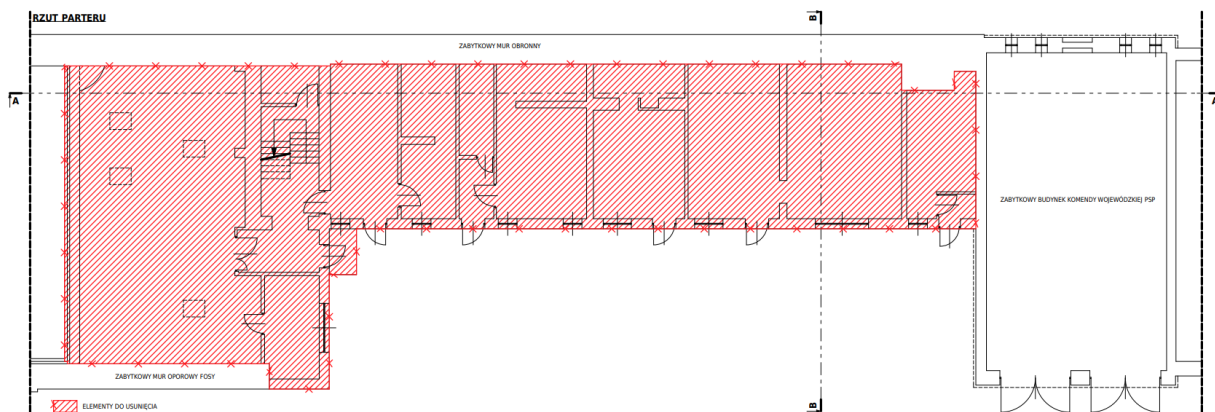 RZUT PARTERU
B
ZABYTKOWY MUR OBRONNY
A
A
ZABYTKOWY BUDYNEK KOMENDY WOJEWÓDZKIEJ PSP
ZABYTKOWY MUR OPOROWY FOSY
B
ELEMENTY DO USUNIĘCIA